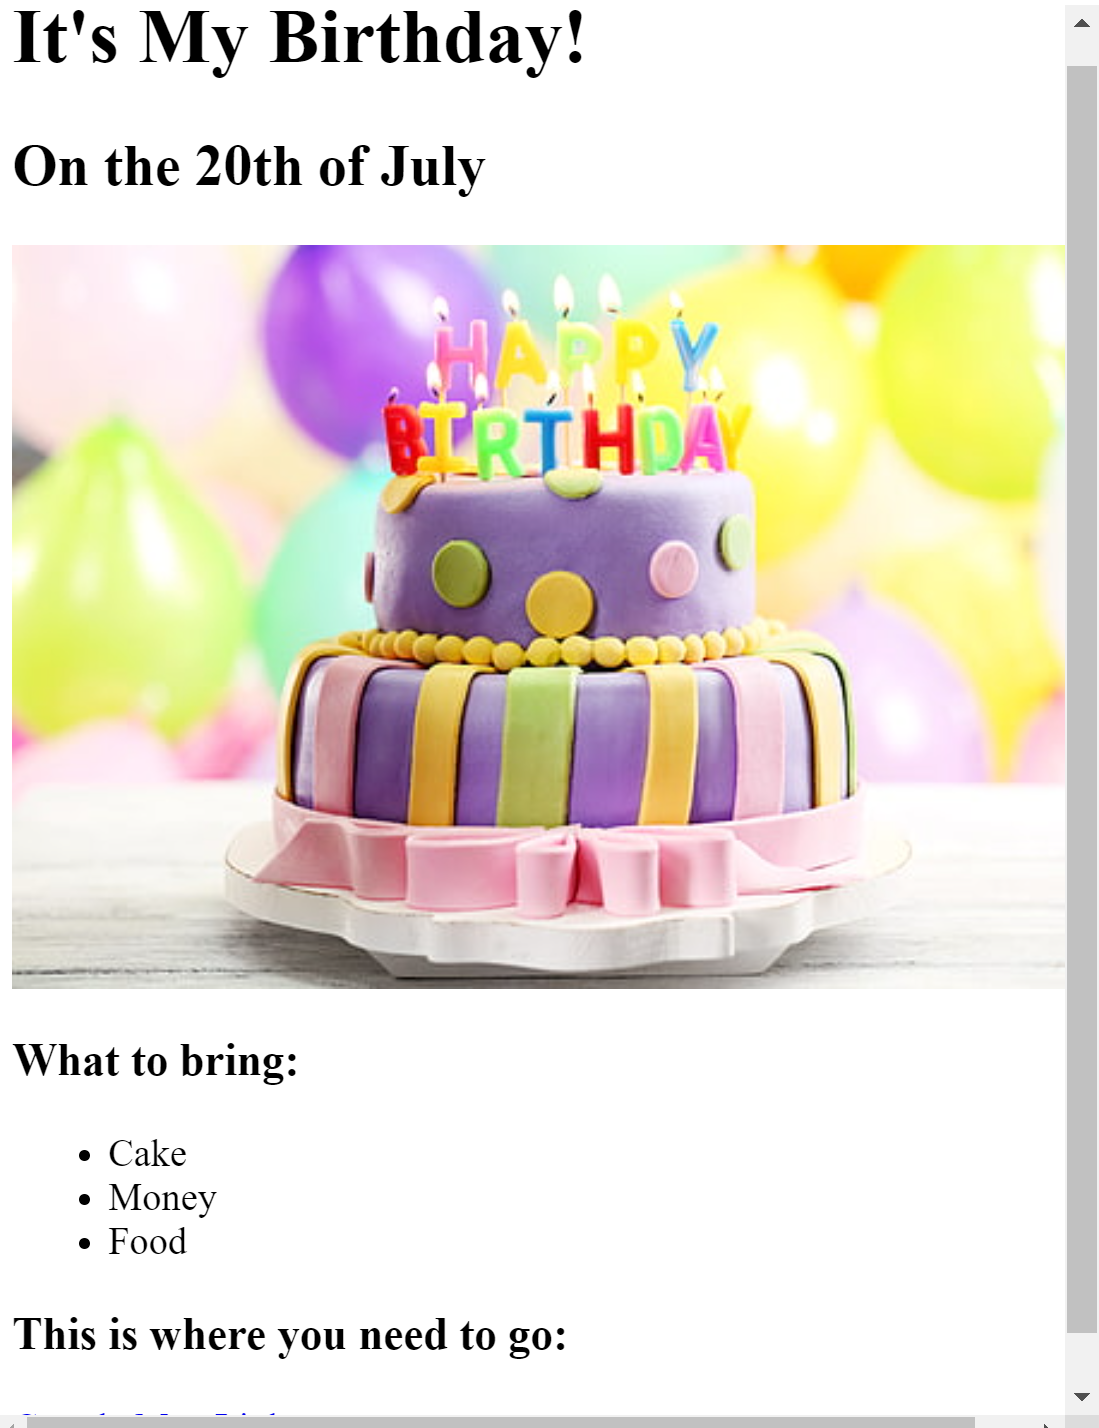 It's My Birthday!
On the 20th of July
HAPPY
BIRTHDAY
What to bring:
Cake
Money
Food
This is where you need to go: